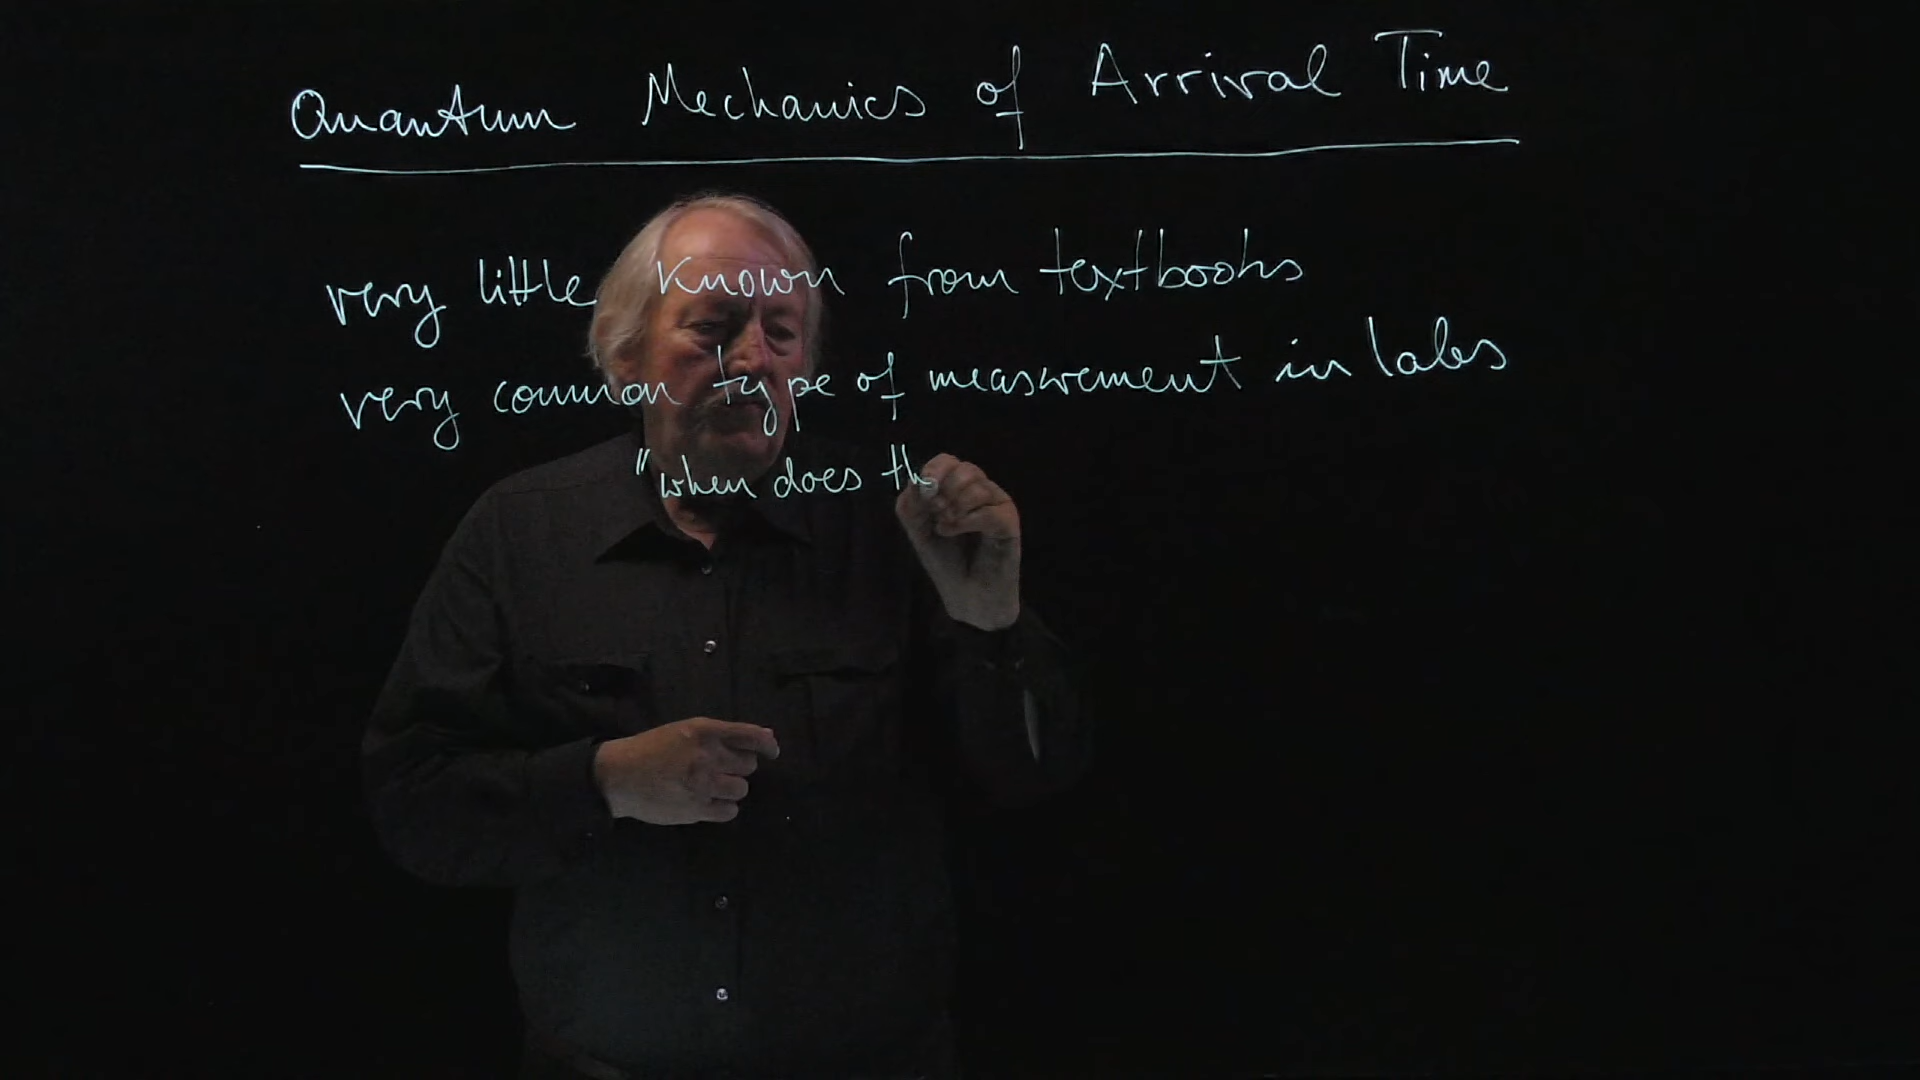 Quantum Mechanics of Arrival Time
very little known from textbooks
very common type of measurement in labs
"when does th